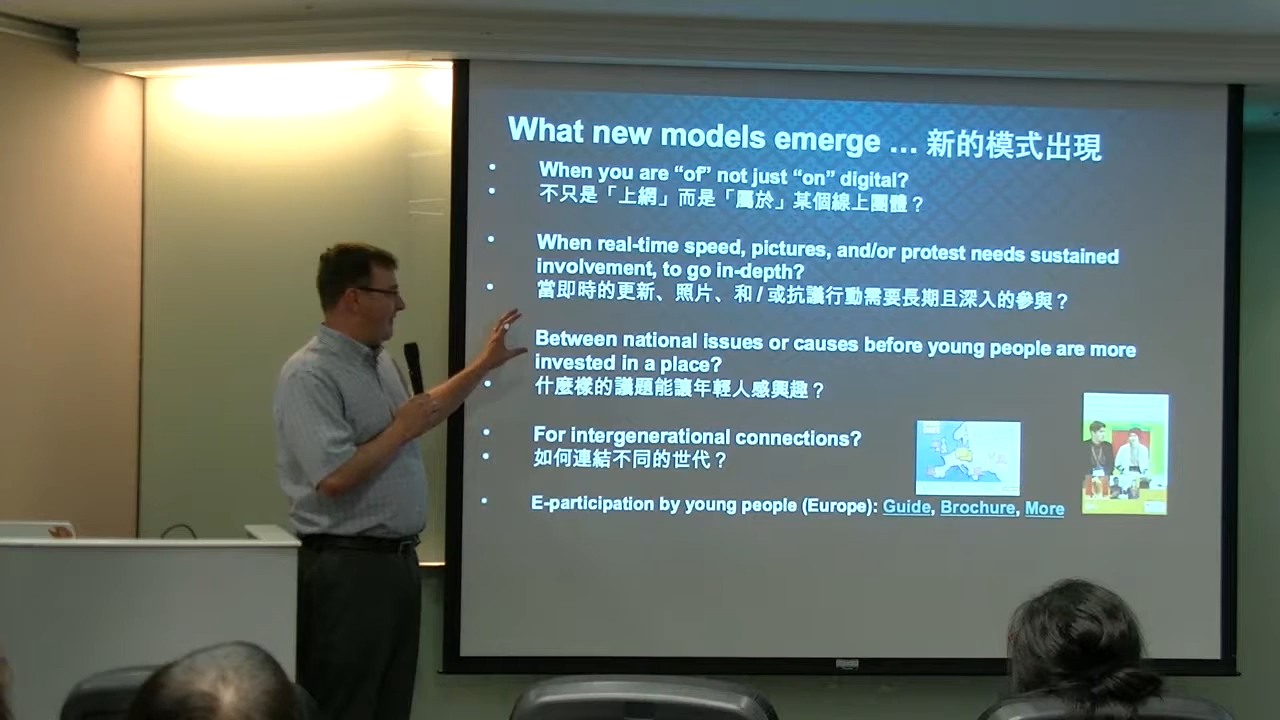 What new models emerge ... 新的模式出現
When you are “of” not just “on” digital?
不只是「上網」而是「屬於」某個線上團體？
When real-time speed, pictures, and/or protest needs sustained
involvement, to go in-depth?
當即時的更新、照片、和 / 或抗議行動需要長期且深入的參與？
Between national issues or causes before young people are more
invested in a place?
什麼樣的議題能讓年輕人感興趣？
For intergenerational connections?
如何連結不同的世代？
E-participation by young people (Europe): Guide, Brochure, More